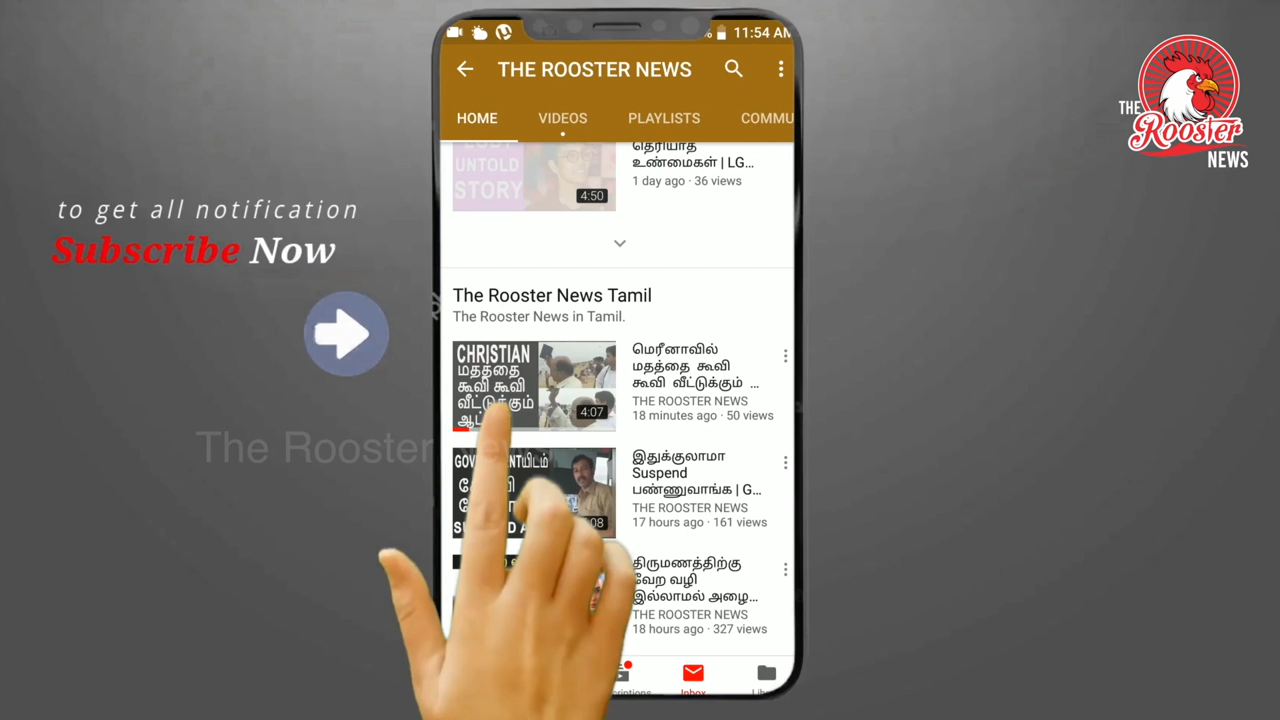 11:54 AM
THE ROOSTER NEWS
HOME VIDEOS PLAYLISTS COMMU
THE
Rooster
NEWS
UNTOLD
STORY
4:50
தெரியாத
உண்மைகள் | LG...
1 day ago · 36 views
to get all notification
Subscribe Now
The Rooster News Tamil
The Rooster News in Tamil.
CHRISTIAN
மதத்தை
கூவி கூவி
வீட்டுக்கும்
4:07
மெரீனாவில்
மதத்தை கூவி
கூவி வீட்டுக்கும் ...
THE ROOSTER NEWS
18 minutes ago · 50 views
The Rooster
இதுக்குலாமா
Suspend
பண்ணுவாங்க | G...
THE ROOSTER NEWS
17 hours ago · 161 views
திருமணத்திற்கு
வேற வழி
இல்லாமல் அழை...
THE ROOSTER NEWS
18 hours ago · 327 views
Inbox